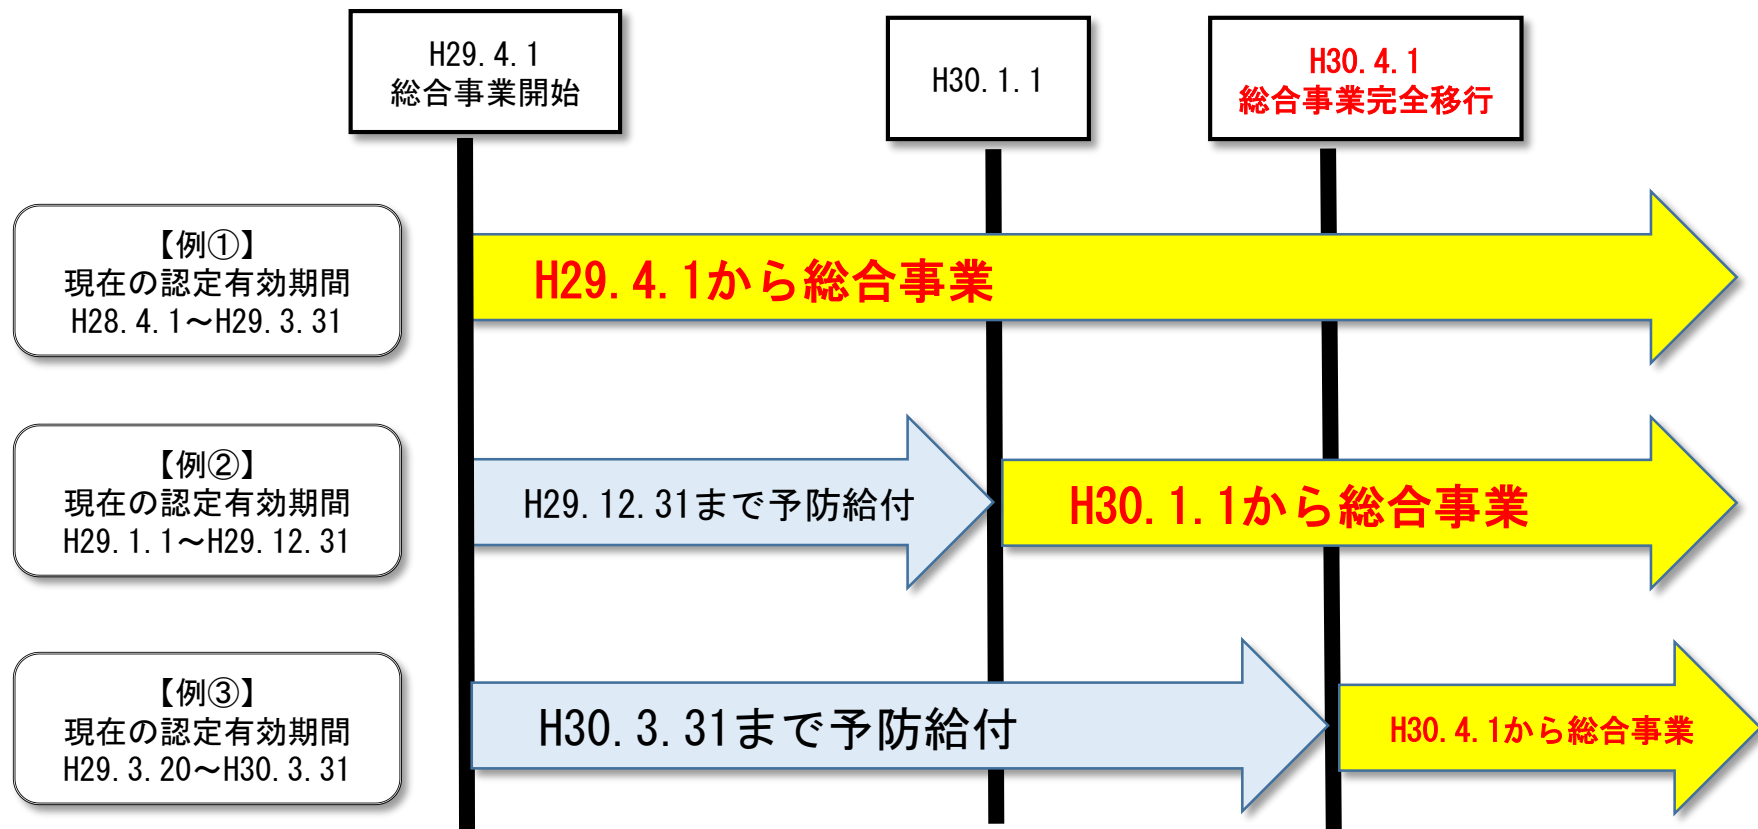 H29.4.1
総合事業開始
H30.1.1
H30.4.1
総合事業完全移行
【例①】
現在の認定有効期間
H28.4.1～H29.3.31
H29.4.1から総合事業
【例②】
現在の認定有効期間
H29.1.1～H29.12.31
H29.12.31まで予防給付
H30.1.1から総合事業
【例③】
現在の認定有効期間
H29.3.20～H30.3.31
H30.3.31まで予防給付
H30.4.1から総合事業